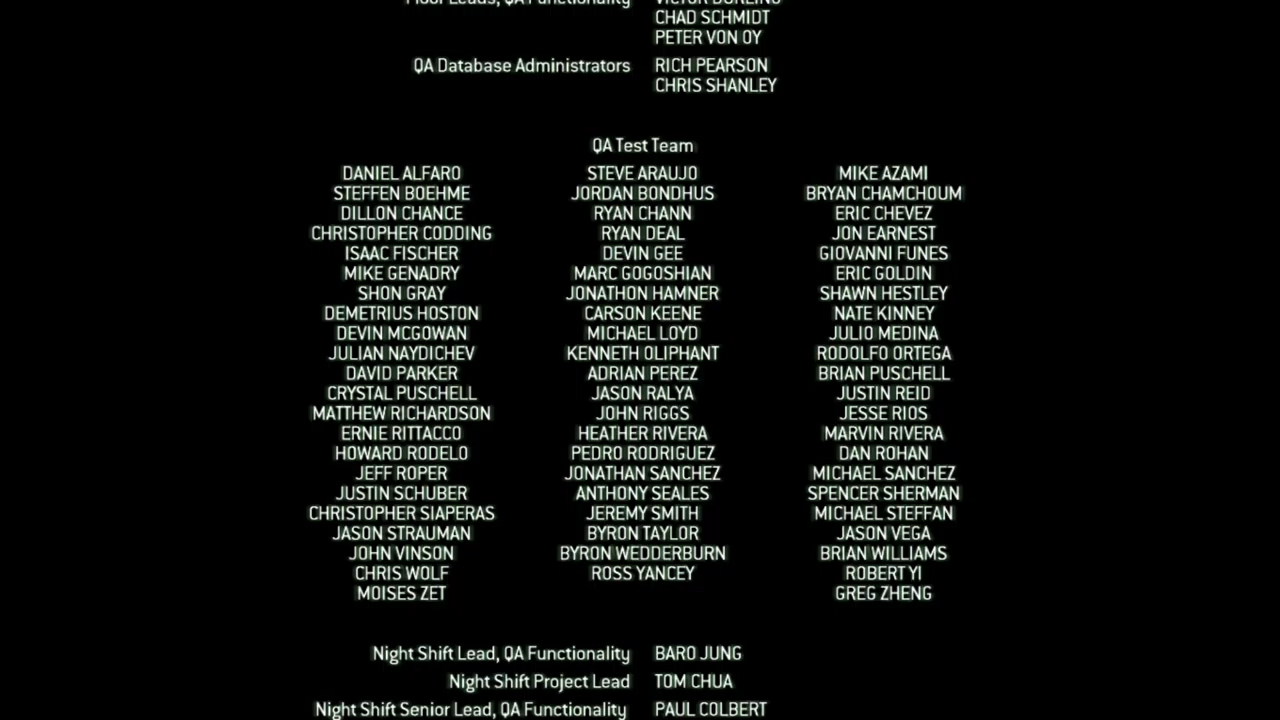 Floor Leads, QA Functionality VICTOR DURLING
CHAD SCHMIDT
PETER VON OY
QA Database Administrators RICH PEARSON
CHRIS SHANLEY
QA Test Team
DANIEL ALFARO STEVE ARAUJO MIKE AZAMI
STEFFEN BOEHME JORDAN BONDHUS BRYAN CHAMCHOUM
DILLON CHANCE RYAN CHANN ERIC CHEVEZ
CHRISTOPHER CODDING RYAN DEAL JON EARNEST
ISAAC FISCHER DEVIN GEE GIOVANNI FUNES
MIKE GENADRY MARC GOGOSHIAN ERIC GOLDIN
SHON GRAY JONATHON HAMNER SHAWN HESTLEY
DEMETRIUS HOSTON CARSON KEENE NATE KINNEY
DEVIN MCGOWAN MICHAEL LOYD JULIO MEDINA
JULIAN NAYDICHEV KENNETH OLIPHANT RODOLFO ORTEGA
DAVID PARKER ADRIAN PEREZ BRIAN PUSCHELL
CRYSTAL PUSCHELL JASON RALYA JUSTIN REID
MATTHEW RICHARDSON JOHN RIGGS JESSE RIOS
ERNIE RITTACCO HEATHER RIVERA MARVIN RIVERA
HOWARD RODELO PEDRO RODRIGUEZ DAN ROHAN
JEFF ROPER JONATHAN SANCHEZ MICHAEL SANCHEZ
JUSTIN SCHUBER ANTHONY SEALES SPENCER SHERMAN
CHRISTOPHER SIAPERAS JEREMY SMITH MICHAEL STEFFAN
JASON STRAUMAN BYRON TAYLOR JASON VEGA
JOHN VINSON BYRON WEDDERBURN BRIAN WILLIAMS
CHRIS WOLF ROSS YANCEY ROBERT YI
MOISES ZET GREG ZHENG
Night Shift Lead, QA Functionality BARO JUNG
Night Shift Project Lead TOM CHUA
Night Shift Senior Lead, QA Functionality PAUL COLBERT